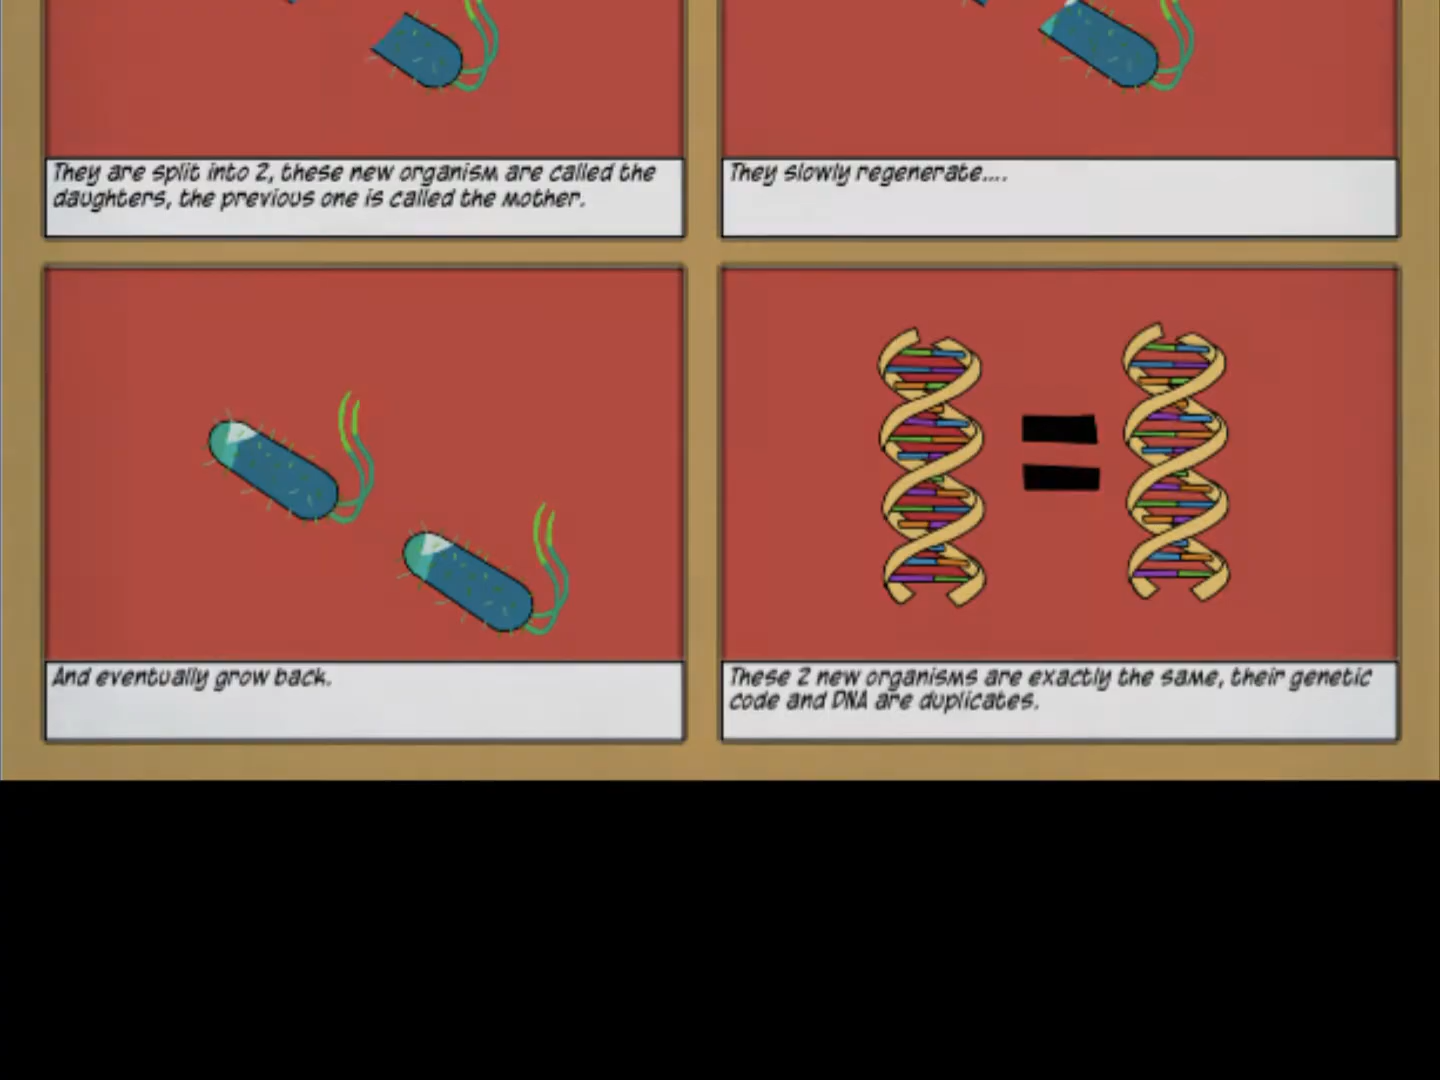 They are split into 2, these new organism are called the
daughters, the previous one is called the mother.
They slowly regenerate....
And eventually grow back.
These 2 new organisms are exactly the same, their genetic
code and DNA are duplicates.